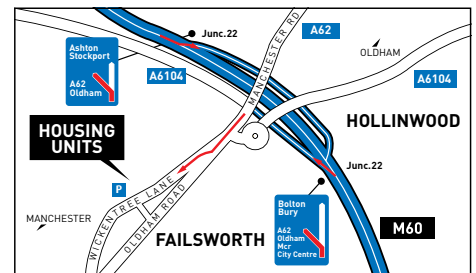 Ashton
Stockport
A62
Oldham
Junc.22
A6104
MANCHESTER RD
A62
OLDHAM
A6104
HOUSING
UNITS
HOLLINWOOD
Junc.22
P
WICKENTREE LANE
OLDHAM ROAD
MANCHESTER
FAILSWORTH
Bolton
Bury
A62
Oldham
Mcr
City Centre
M60